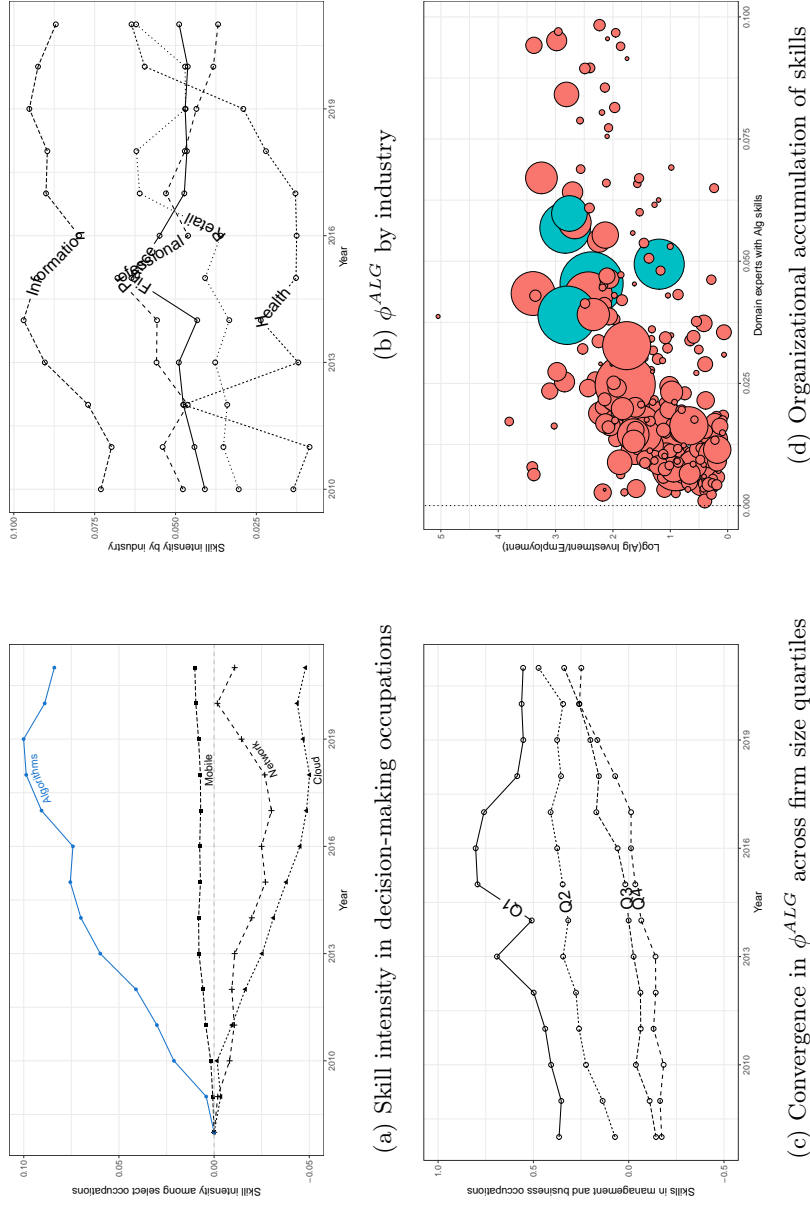 Skill intensity among select occupations
0.10
0.05
0.00
−0.05
Algorithms
Mobile
Network
Cloud
2010
2013
2016
2019
Year
(a) Skill intensity in decision-making occupations
Skill intensity by industry
0.100
0.075
0.050
0.025
Information
Professional
Finance
Retail
Health
2010
2013
2016
2019
Year
(b) ϕ^ALG by industry
Skills in management and business occupations
1.0
0.5
0.0
−0.5
Q1
Q2
Q3
Q4
2010
2013
2016
2019
Year
(c) Convergence in ϕ^ALG across firm size quartiles
Log(Alg Investment/Employment)
5
4
3
2
1
0
0.000
0.025
0.050
0.075
0.100
Domain experts with Alg skills
(d) Organizational accumulation of skills